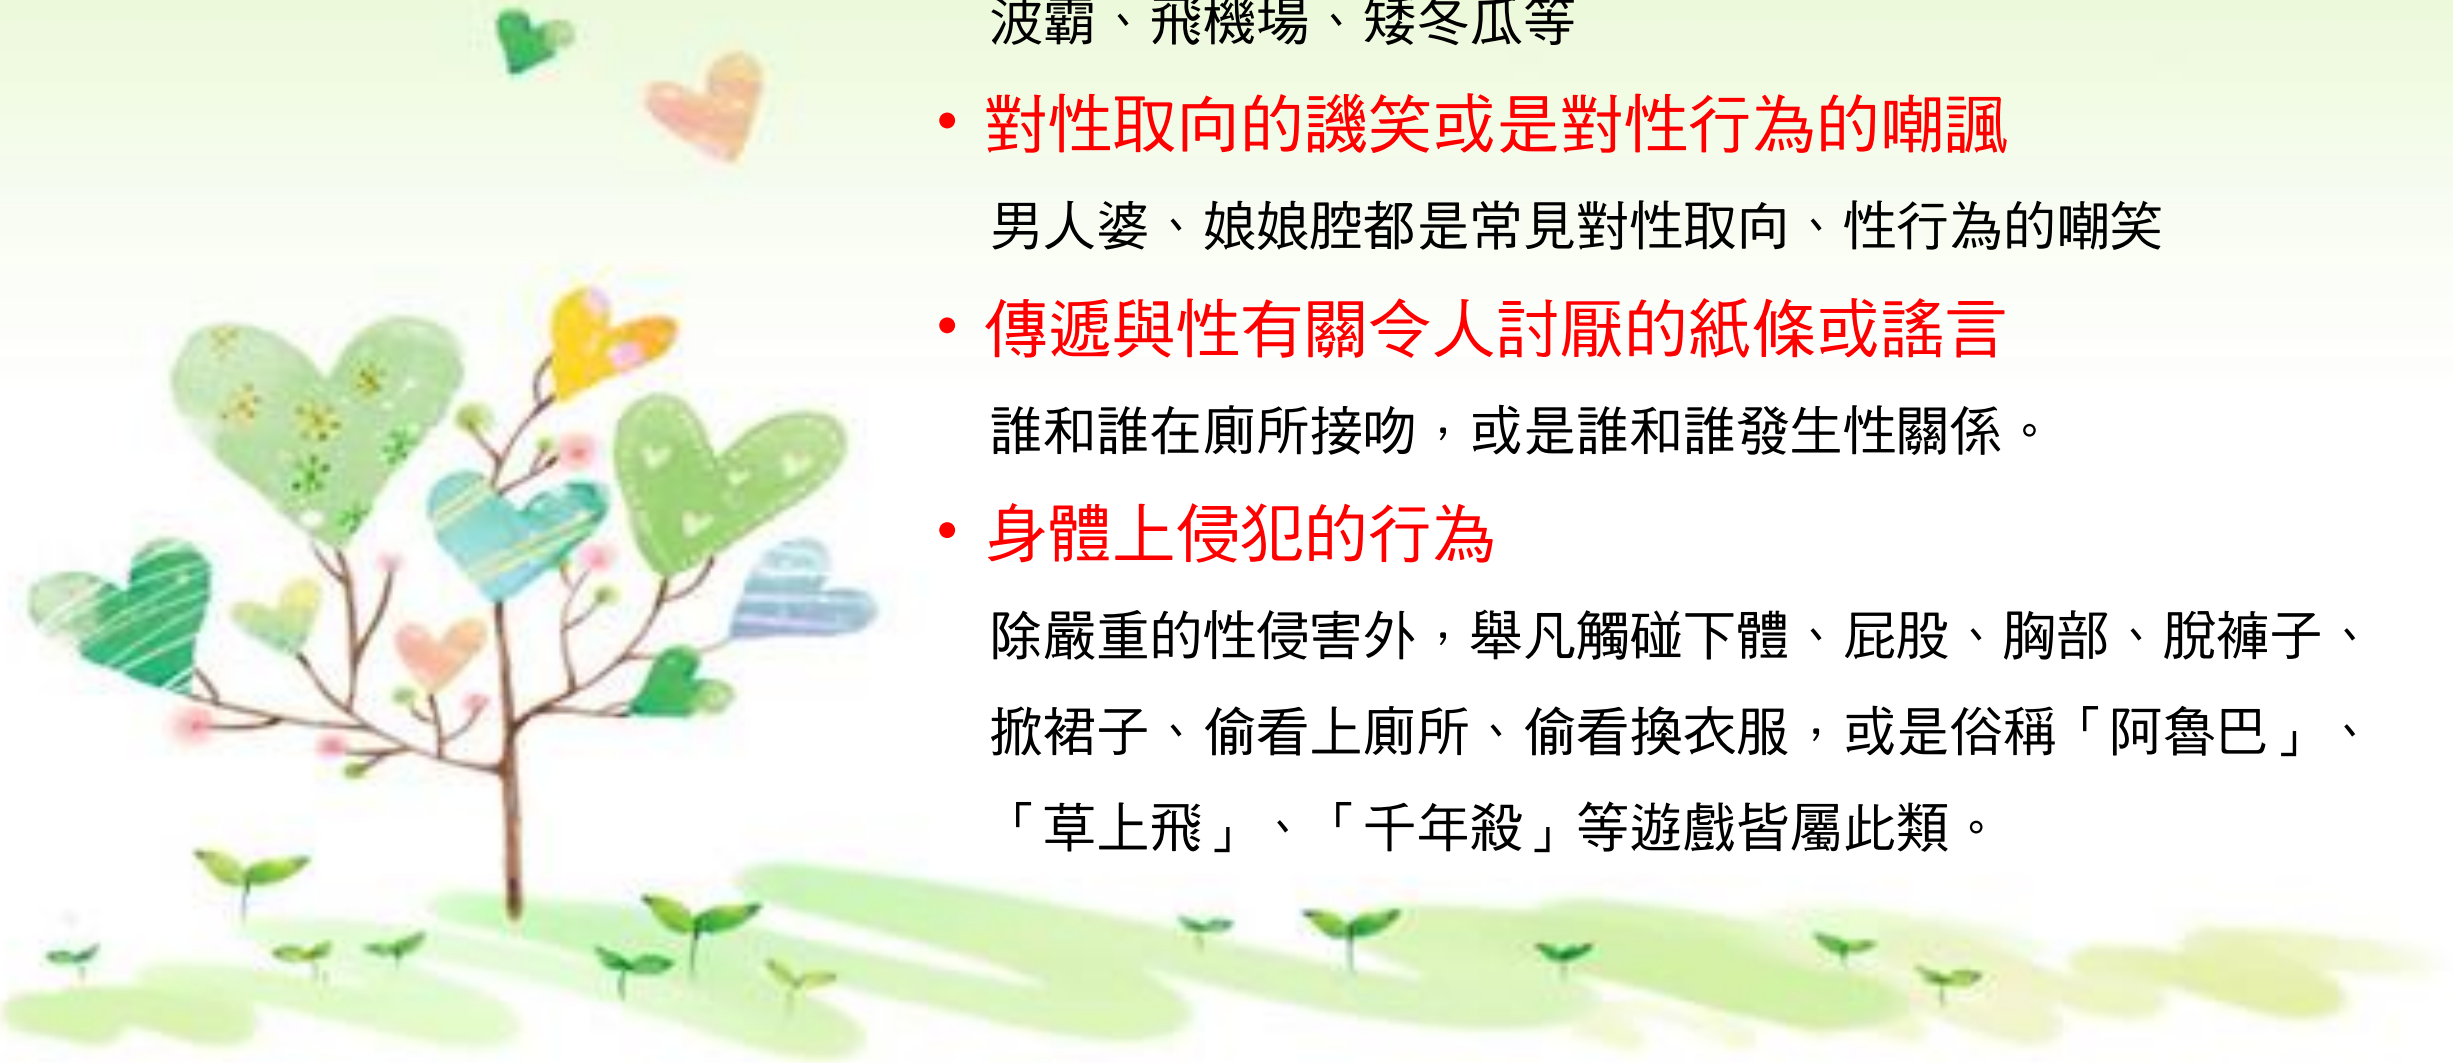 波霸、飛機場、矮冬瓜等
• 對性取向的譏笑或是對性行為的嘲諷
男人婆、娘娘腔都是常見對性取向、性行為的嘲笑
• 傳遞與性有關令人討厭的紙條或謠言
誰和誰在廁所接吻，或是誰和誰發生性關係。
• 身體上侵犯的行為
除嚴重的性侵害外，舉凡觸碰下體、屁股、胸部、脫褲子、
掀裙子、偷看上廁所、偷看換衣服，或是俗稱「阿魯巴」、
「草上飛」、「千年殺」等遊戲皆屬此類。